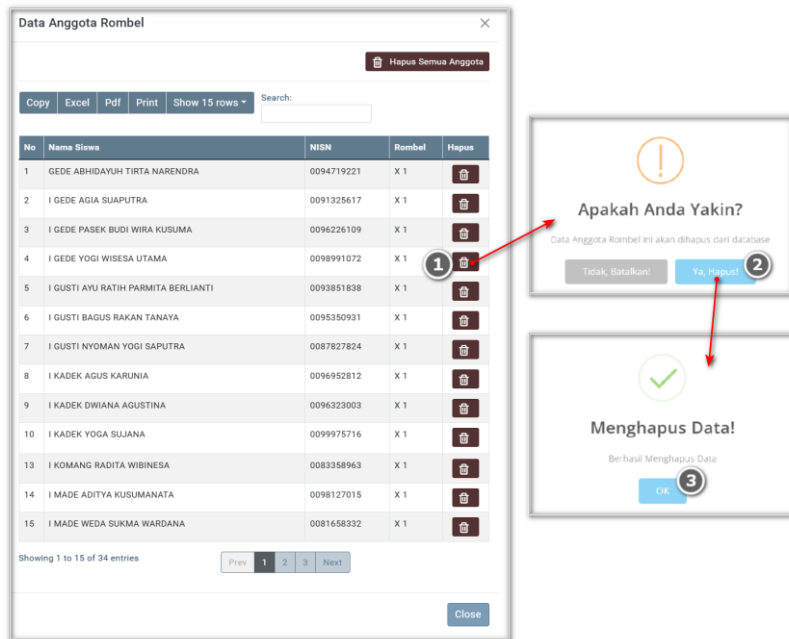 Data Anggota Rombel ×
Hapus Semua Anggota
Copy Excel Pdf Print Show 15 rows Search:
No Nama Siswa NISN Rombel Hapus
1 GEDE ABHIDAYUH TIRTA NARENDRA 0094719221 X 1
2 I GEDE AGIA SUAPUTRA 0091325617 X 1
3 I GEDE PASEK BUDI WIRA KUSUMA 0096226109 X 1
4 I GEDE YOGI WISESA UTAMA 0098991072 X 1 1
5 I GUSTI AYU RATIH PARMITA BERLIANTI 0093851838 X 1
6 I GUSTI BAGUS RAKAN TANAYA 0095350931 X 1
7 I GUSTI NYOMAN YOGI SAPUTRA 0087827824 X 1
8 I KADEK AGUS KARUNIA 0096952812 X 1
9 I KADEK DWIANA AGUSTINA 0096323003 X 1
10 I KADEK YOGA SUJANA 0099975716 X 1
13 I KOMANG RADITA WIBINESA 0083358963 X 1
14 I MADE ADITYA KUSUMANATA 0098127015 X 1
15 I MADE WEDA SUKMA WARDANA 0081658332 X 1
Showing 1 to 15 of 34 entries Prev 1 2 3 Next
Close
Apakah Anda Yakin?
Data Anggota Rombel ini akan dihapus dari database
Tidak, Batalkan! Ya, Hapus! 2
Menghapus Data!
Berhasil Menghapus Data
OK 3